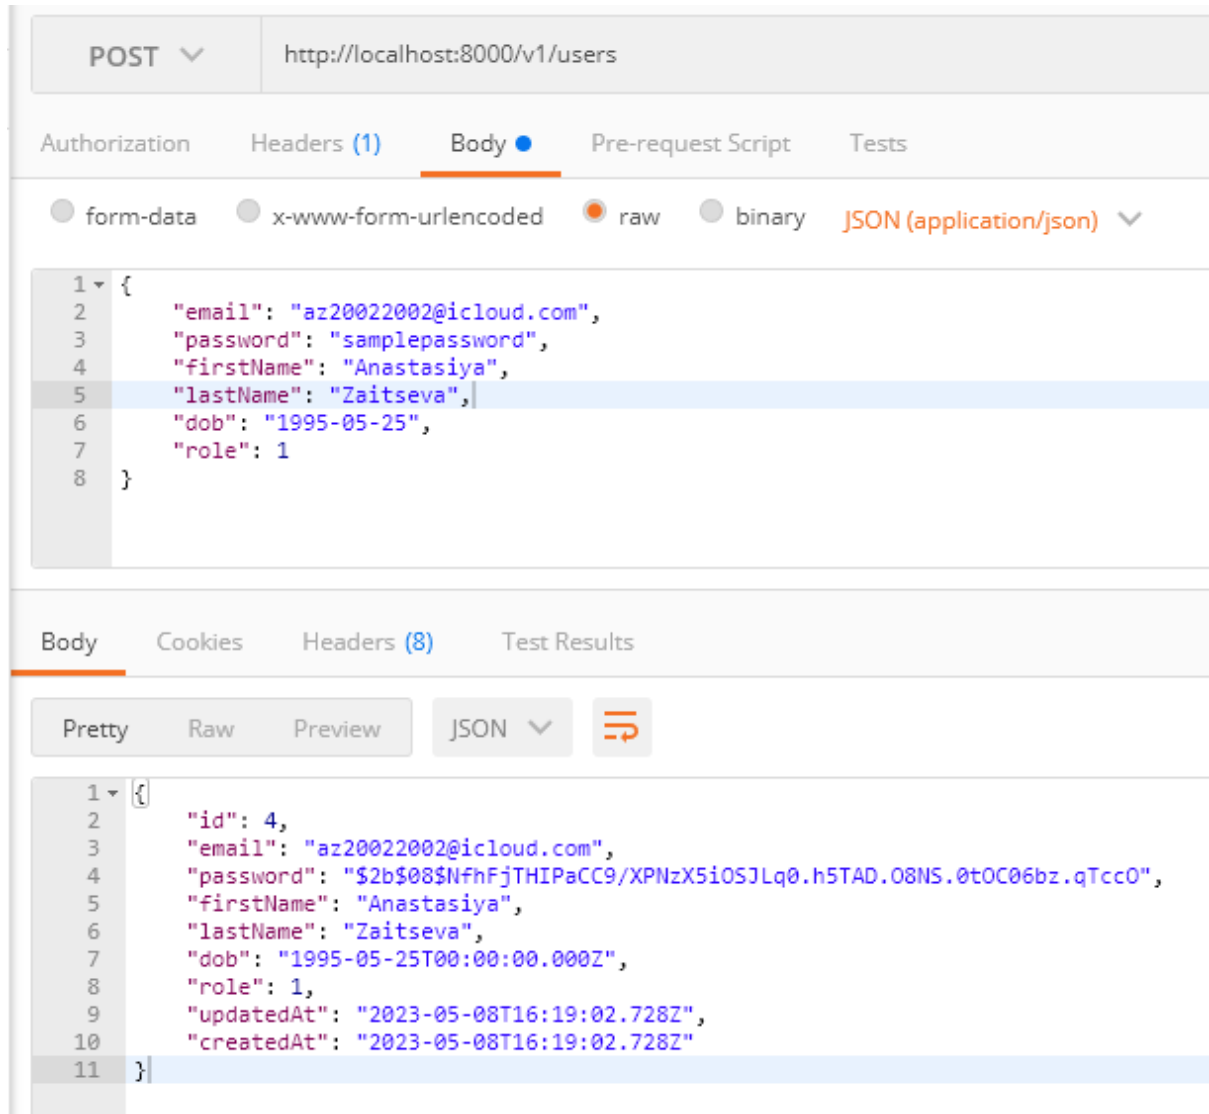 POST http://localhost:8000/v1/users
Authorization Headers (1) Body Pre-request Script Tests
form-data x-www-form-urlencoded raw binary JSON (application/json)
1 {
2 "email": "az20022002@icloud.com",
3 "password": "samplepassword",
4 "firstName": "Anastasiya",
5 "lastName": "Zaitseva",
6 "dob": "1995-05-25",
7 "role": 1
8 }
Body Cookies Headers (8) Test Results
Pretty Raw Preview JSON
1 {
2 "id": 4,
3 "email": "az20022002@icloud.com",
4 "password": "$2b$08$NfhFjTHIPaCC9/XPNzX5iOSJLq0.h5TAD.O8NS.0tOC06bz.qTccO",
5 "firstName": "Anastasiya",
6 "lastName": "Zaitseva",
7 "dob": "1995-05-25T00:00:00.000Z",
8 "role": 1,
9 "updatedAt": "2023-05-08T16:19:02.728Z",
10 "createdAt": "2023-05-08T16:19:02.728Z"
11 }